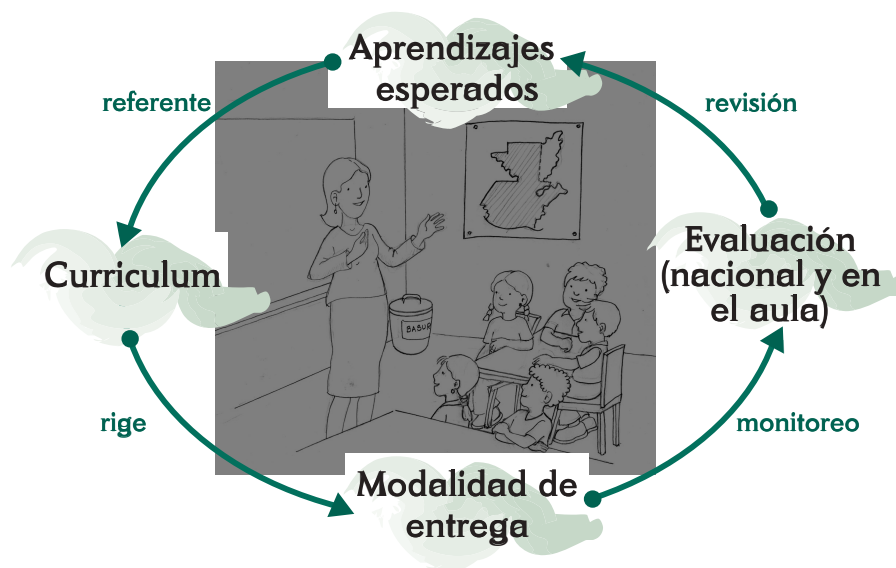 Aprendizajes
esperados
referente
revisión
Curriculum
Evaluación
(nacional y en
el aula)
BASURA
rige
monitoreo
Modalidad de
entrega